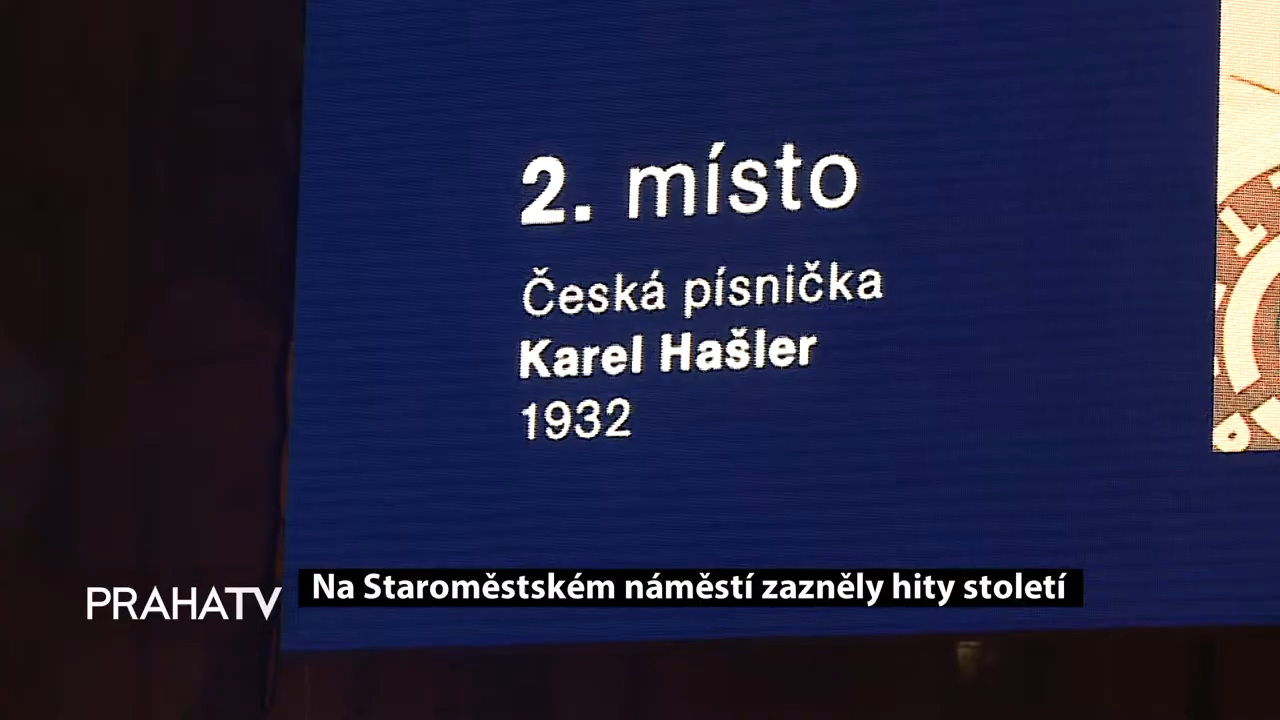 2. místo
Česká písnička
Karel Hašler
1932
PRAHATV
Na Staroměstském náměstí zazněly hity století